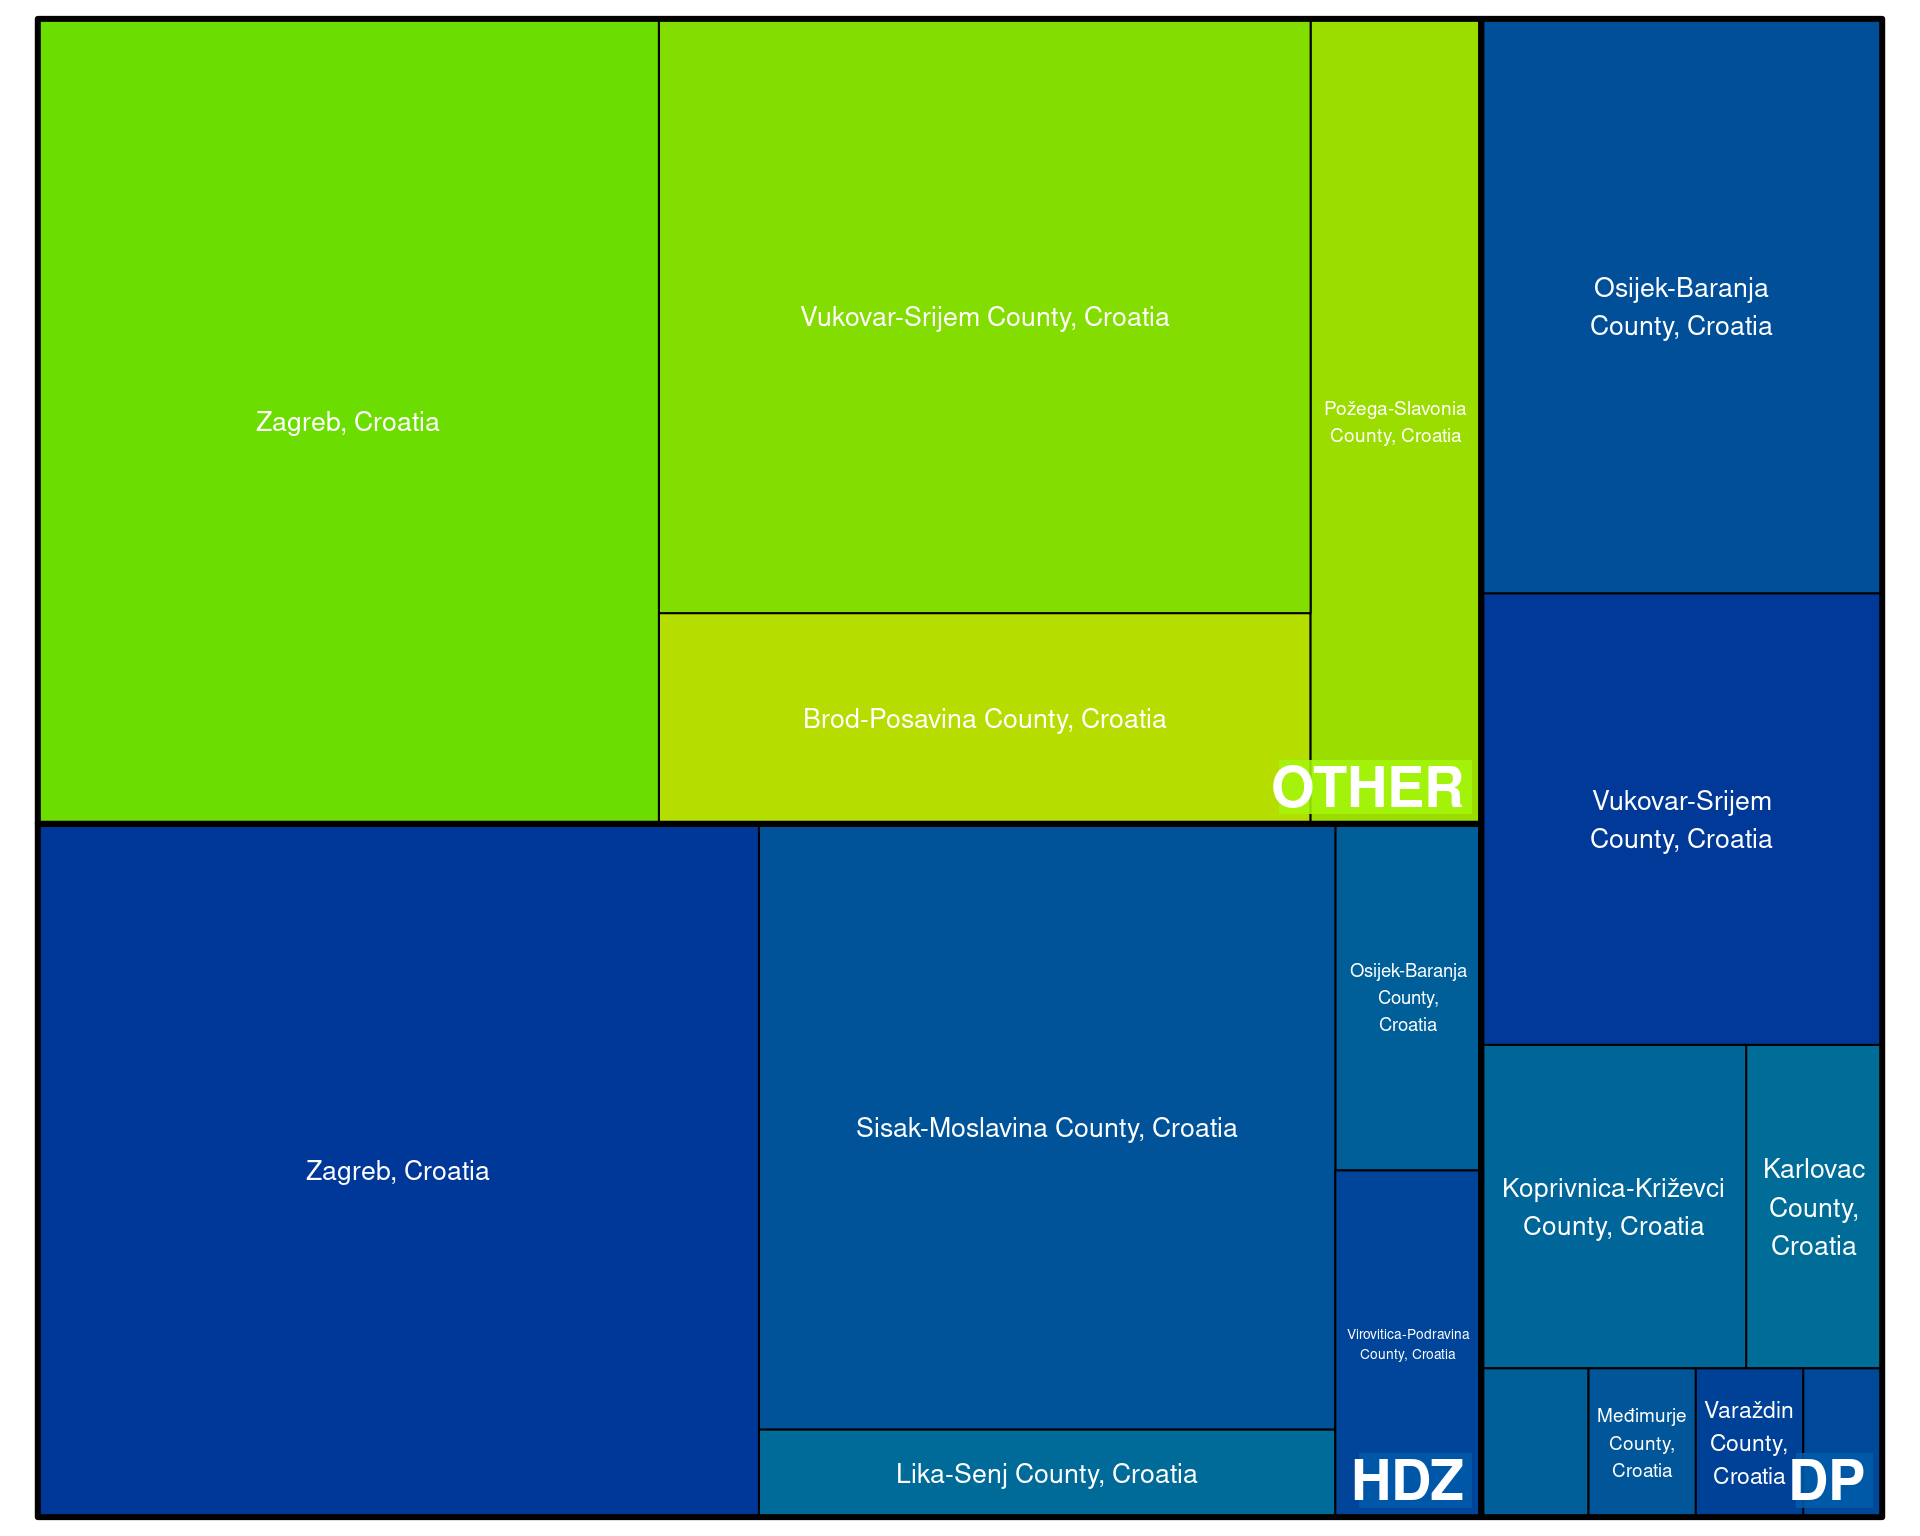 Zagreb, Croatia
Vukovar-Srijem County, Croatia
Brod-Posavina County, Croatia
Požega-Slavonia
County, Croatia
OTHER
Zagreb, Croatia
Sisak-Moslavina County, Croatia
Lika-Senj County, Croatia
Osijek-Baranja
County,
Croatia
Virovitica-Podravina
County, Croatia
HDZ
Osijek-Baranja
County, Croatia
Vukovar-Srijem
County, Croatia
Koprivnica-Križevci
County, Croatia
Karlovac
County,
Croatia
Međimurje
County,
Croatia
Varaždin
County,
Croatia
DP